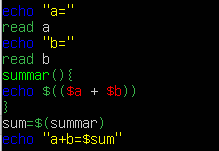 echo "a="
read a
echo "b="
read b
summar(){
echo $(($a + $b))
}
sum=$(summar)
echo "a+b=$sum"